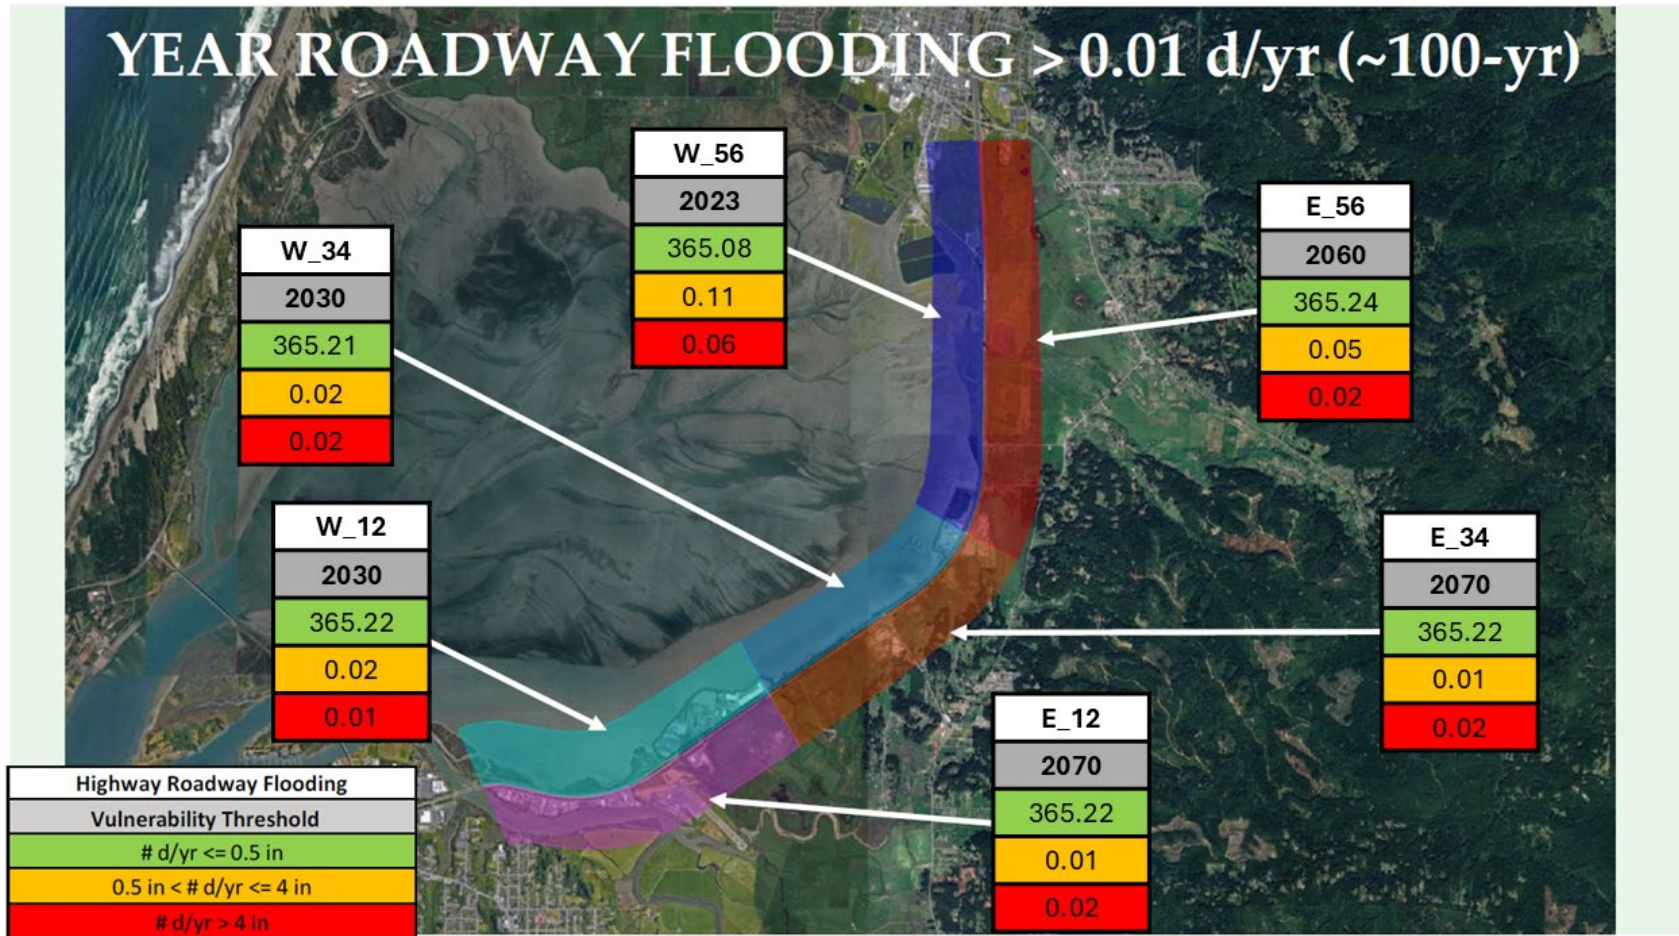 YEAR ROADWAY FLOODING > 0.01 d/yr (~100-yr)
W_56
2023
365.08
0.11
0.06
E_56
2060
365.24
0.05
0.02
W_34
2030
365.21
0.02
0.02
W_12
2030
365.22
0.02
0.01
E_34
2070
365.22
0.01
0.02
E_12
2070
365.22
0.01
0.02
Highway Roadway Flooding
Vulnerability Threshold
# d/yr <= 0.5 in
0.5 in < # d/yr <= 4 in
# d/yr > 4 in